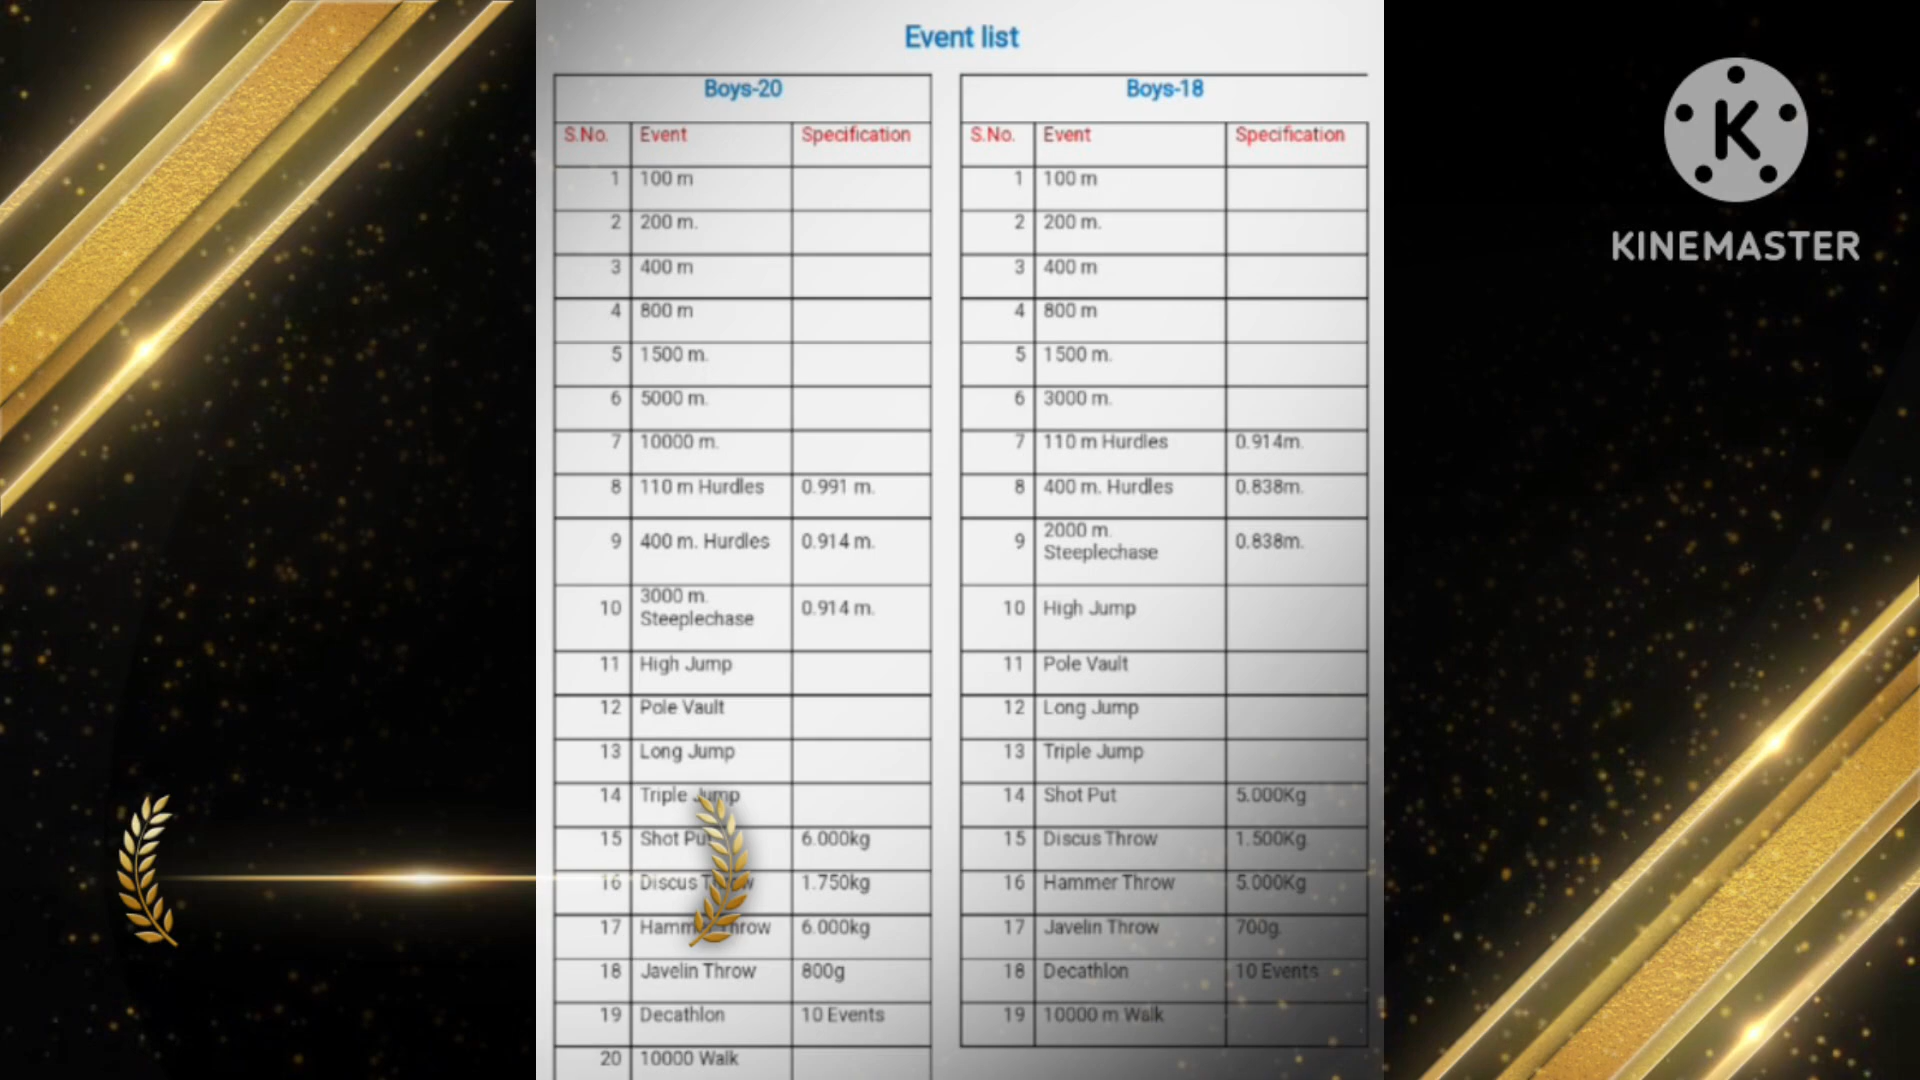 Event list
Boys-20
S.No. Event Specification
1 100 m
2 200 m.
3 400 m
4 800 m
5 1500 m.
6 5000 m.
7 10000 m.
8 110 m Hurdles 0.991 m.
9 400 m. Hurdles 0.914 m.
10 3000 m. Steeplechase 0.914 m.
11 High Jump
12 Pole Vault
13 Long Jump
14 Triple Jump
15 Shot Put 6.000kg
16 Discus Throw 1.750kg
17 Hammer Throw 6.000kg
18 Javelin Throw 800g
19 Decathlon 10 Events
20 10000 Walk
Boys-18
S.No. Event Specification
1 100 m
2 200 m.
3 400 m
4 800 m
5 1500 m.
6 3000 m.
7 110 m Hurdles 0.914m.
8 400 m. Hurdles 0.838m.
9 2000 m. Steeplechase 0.838m.
10 High Jump
11 Pole Vault
12 Long Jump
13 Triple Jump
14 Shot Put 5.000Kg
15 Discus Throw 1.500Kg
16 Hammer Throw 5.000Kg
17 Javelin Throw 700g.
18 Decathlon 10 Events
19 10000 m Walk
K
KINEMASTER